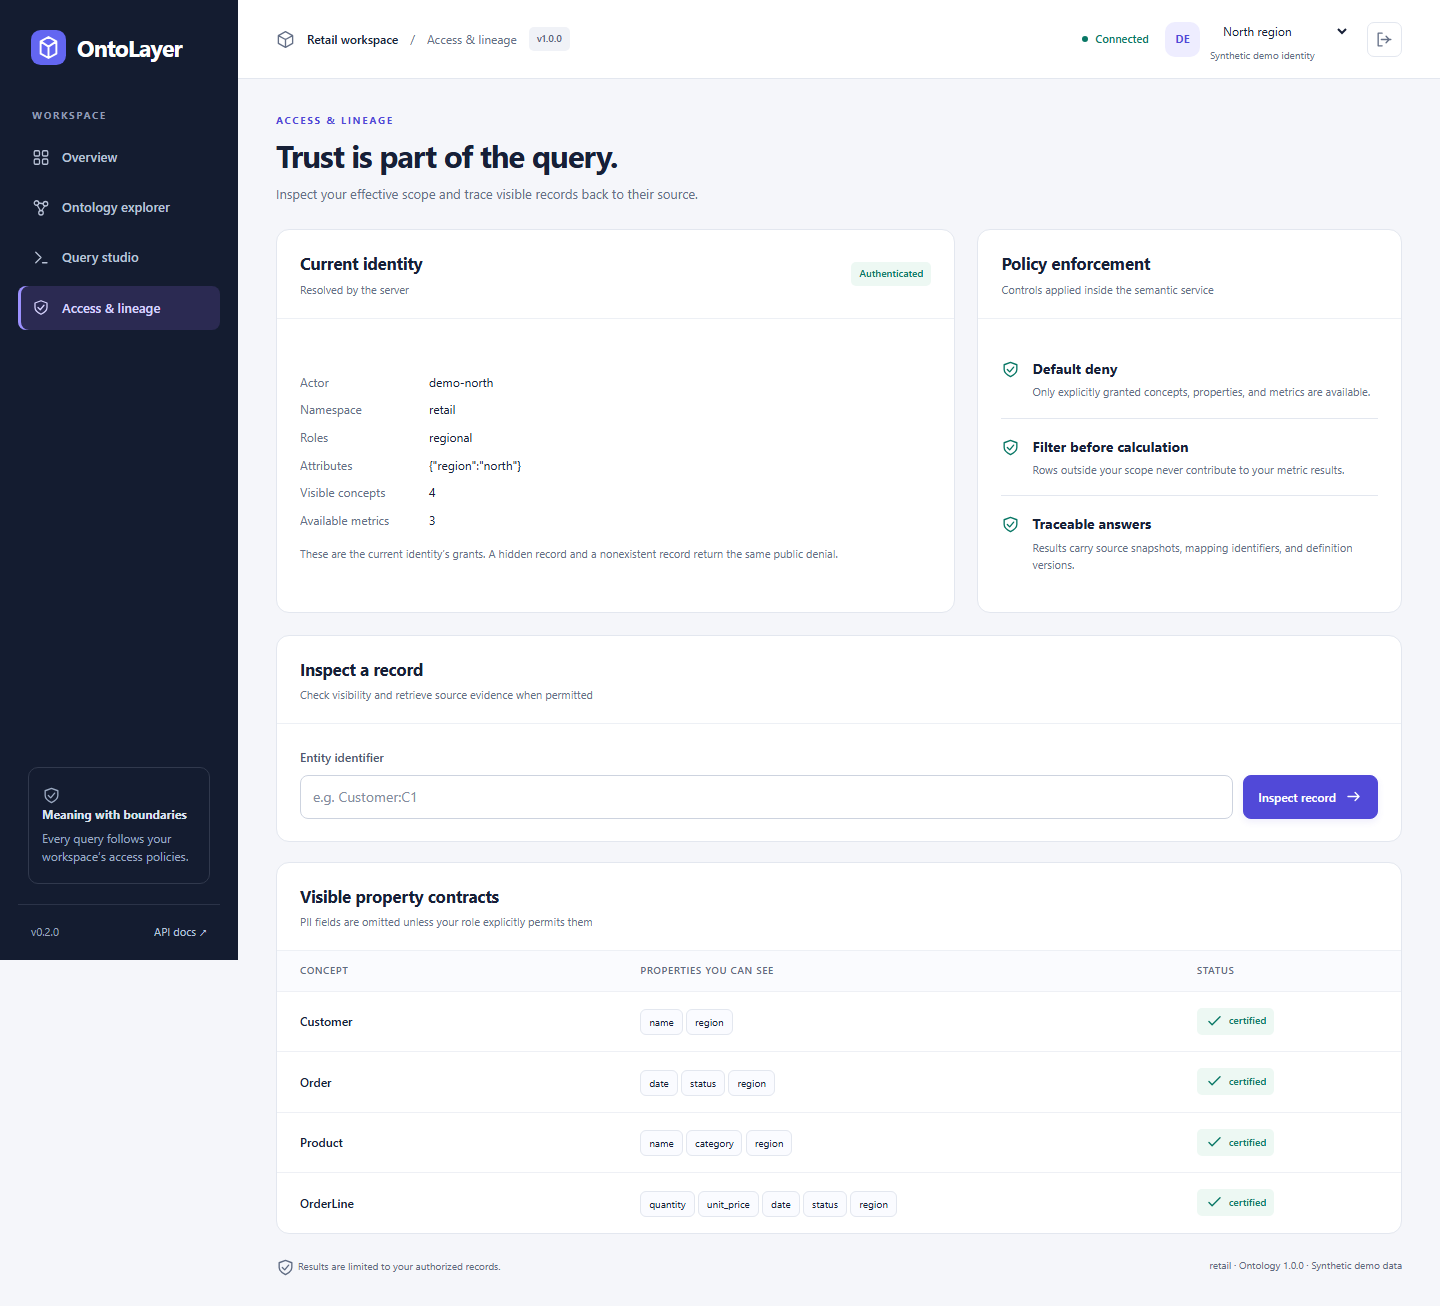 OntoLayer
WORKSPACE
Overview
Ontology explorer
Query studio
Access & lineage
Meaning with boundaries
Every query follows your
workspace's access policies.
v0.2.0
API docs ↗
Retail workspace / Access & lineage v1.0.0
Connected
DE
North region
Synthetic demo identity
ACCESS & LINEAGE
Trust is part of the query.
Inspect your effective scope and trace visible records back to their source.
Current identity
Resolved by the server
Authenticated
Actor demo-north
Namespace retail
Roles regional
Attributes {"region":"north"}
Visible concepts 4
Available metrics 3
These are the current identity's grants. A hidden record and a nonexistent record return the same public denial.
Policy enforcement
Controls applied inside the semantic service
Default deny
Only explicitly granted concepts, properties, and metrics are available.
Filter before calculation
Rows outside your scope never contribute to your metric results.
Traceable answers
Results carry source snapshots, mapping identifiers, and definition
versions.
Inspect a record
Check visibility and retrieve source evidence when permitted
Entity identifier
e.g. Customer:C1
Inspect record →
Visible property contracts
PII fields are omitted unless your role explicitly permits them
CONCEPT PROPERTIES YOU CAN SEE STATUS
Customer name region certified
Order date status region certified
Product name category region certified
OrderLine quantity unit_price date status region certified
Results are limited to your authorized records.
retail · Ontology 1.0.0 · Synthetic demo data